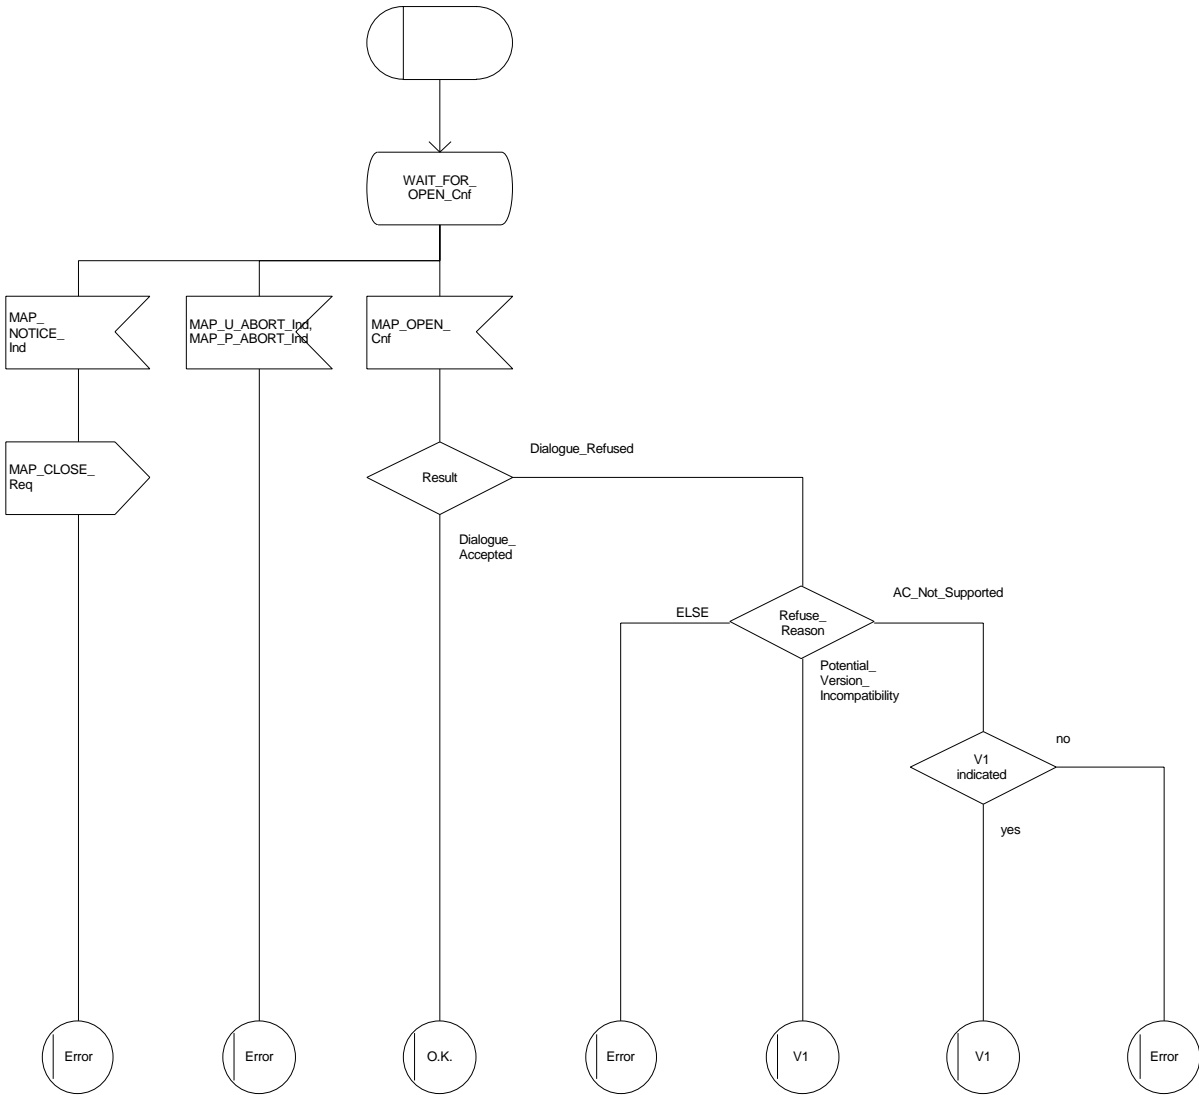 WAIT_FOR_
OPEN_Cnf
MAP_
NOTICE_
Ind
MAP_U_ABORT_Ind,
MAP_P_ABORT_Ind
MAP_OPEN_
Cnf
MAP_CLOSE_
Req
Result
Dialogue_Refused
Dialogue_
Accepted
ELSE
Refuse_
Reason
AC_Not_Supported
Potential_
Version_
Incompatibility
V1
indicated
no
yes
Error
Error
O.K.
Error
V1
V1
Error